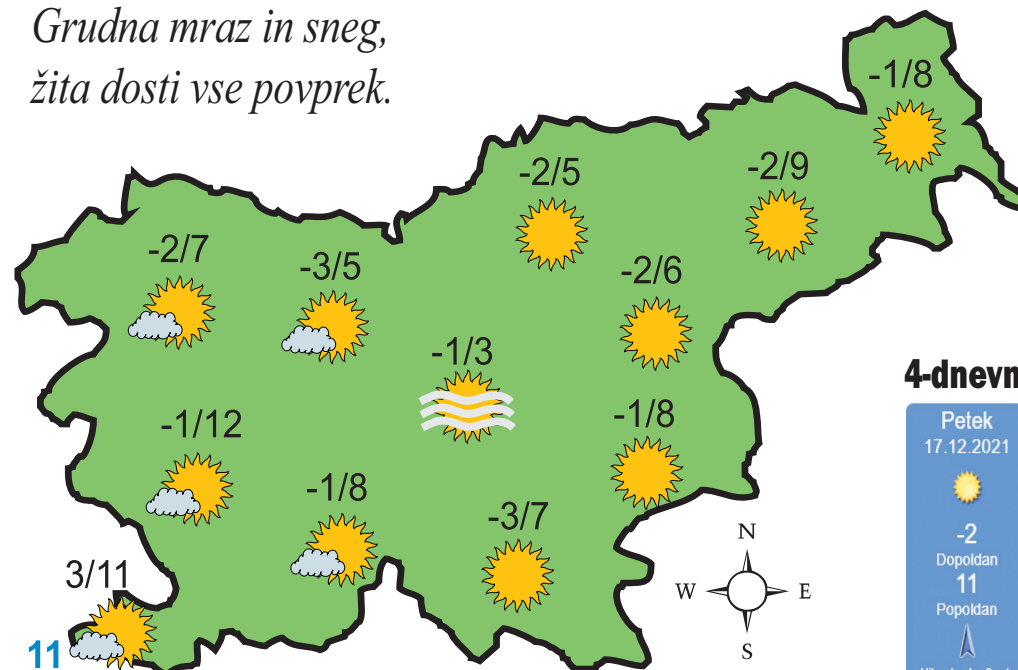 Grudna mraz in sneg,
žita dosti vse povprek.
-1/8
-2/5
-2/9
-2/7
-3/5
-2/6
-1/3
-1/12
-1/8
-1/8
-3/7
3/11
11
N
W E
S
4-dnevn
Petek
17.12.2021
-2
Dopoldan
11
Popoldan